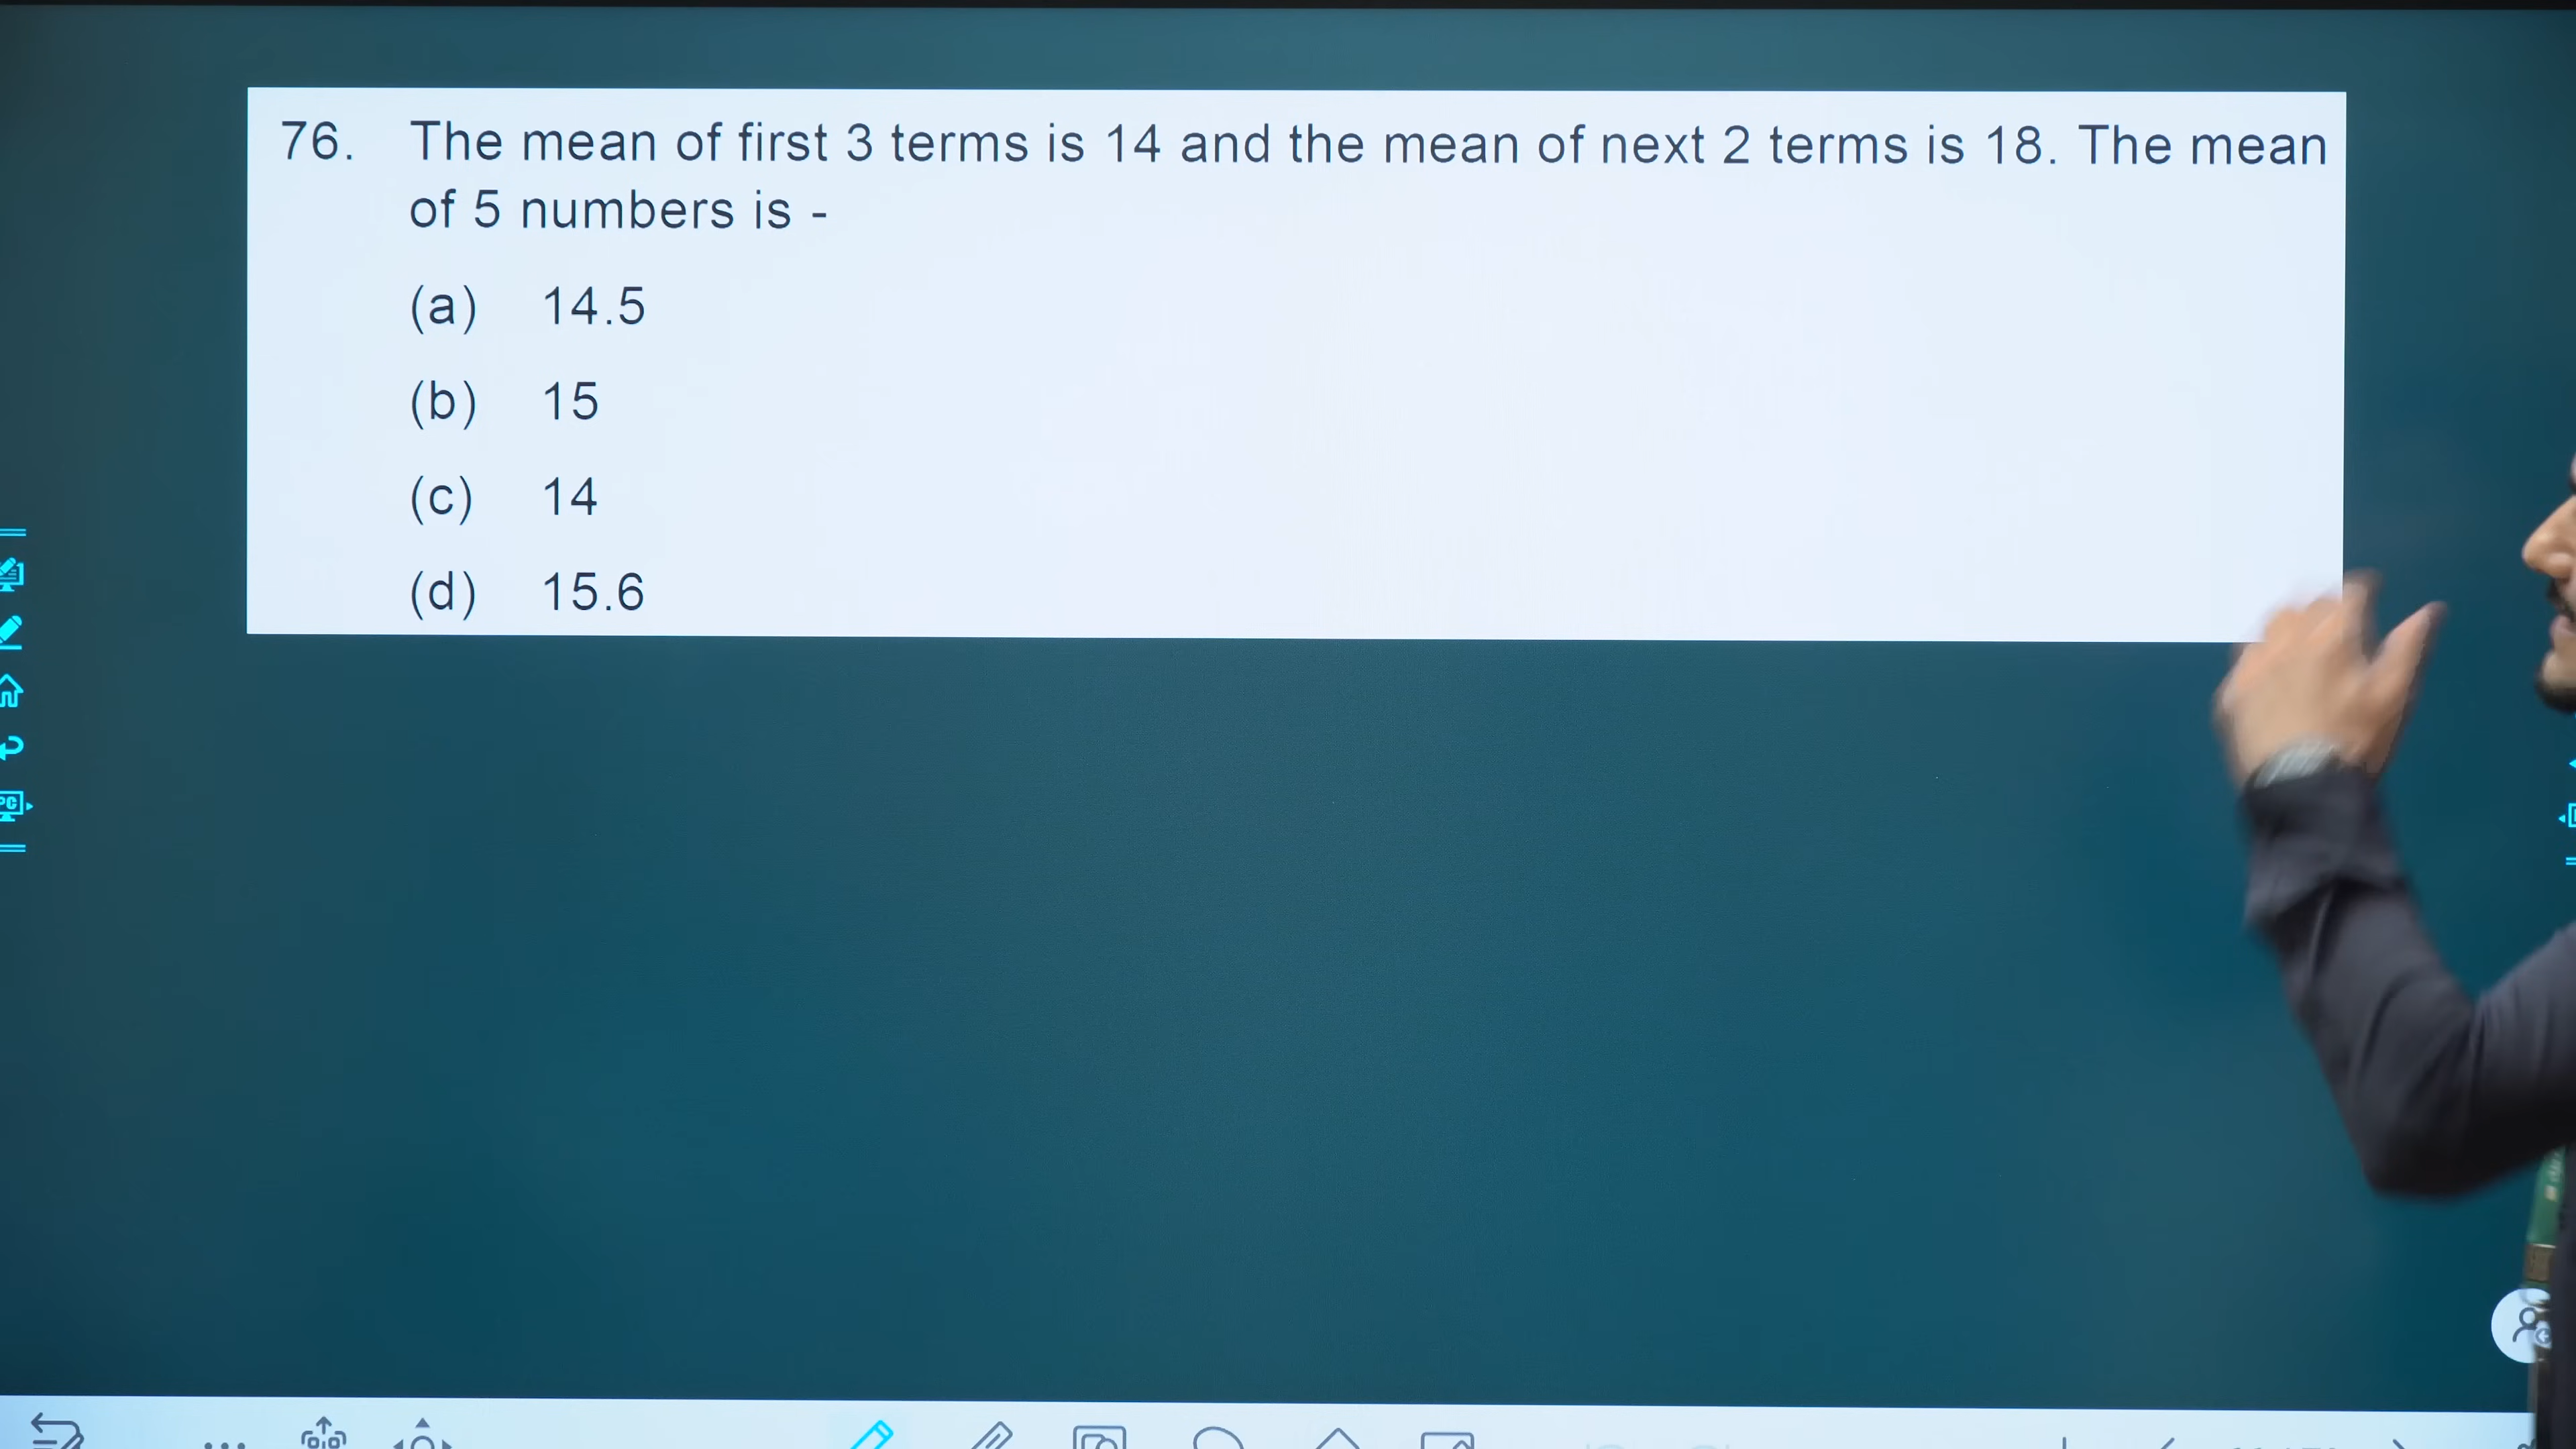 76. The mean of first 3 terms is 14 and the mean of next 2 terms is 18. The mean
of 5 numbers is -
(a) 14.5
(b) 15
(c) 14
(d) 15.6